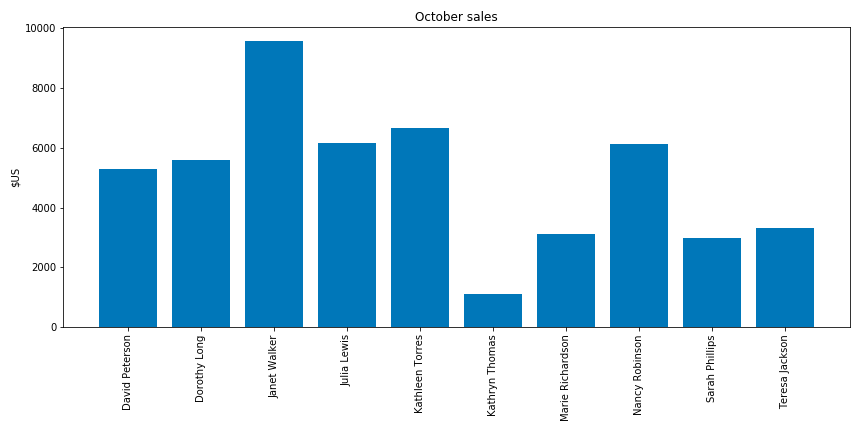 October sales
10000
8000
6000
4000
2000
0
$US
David Peterson
Dorothy Long
Janet Walker
Julia Lewis
Kathleen Torres
Kathryn Thomas
Marie Richardson
Nancy Robinson
Sarah Phillips
Teresa Jackson